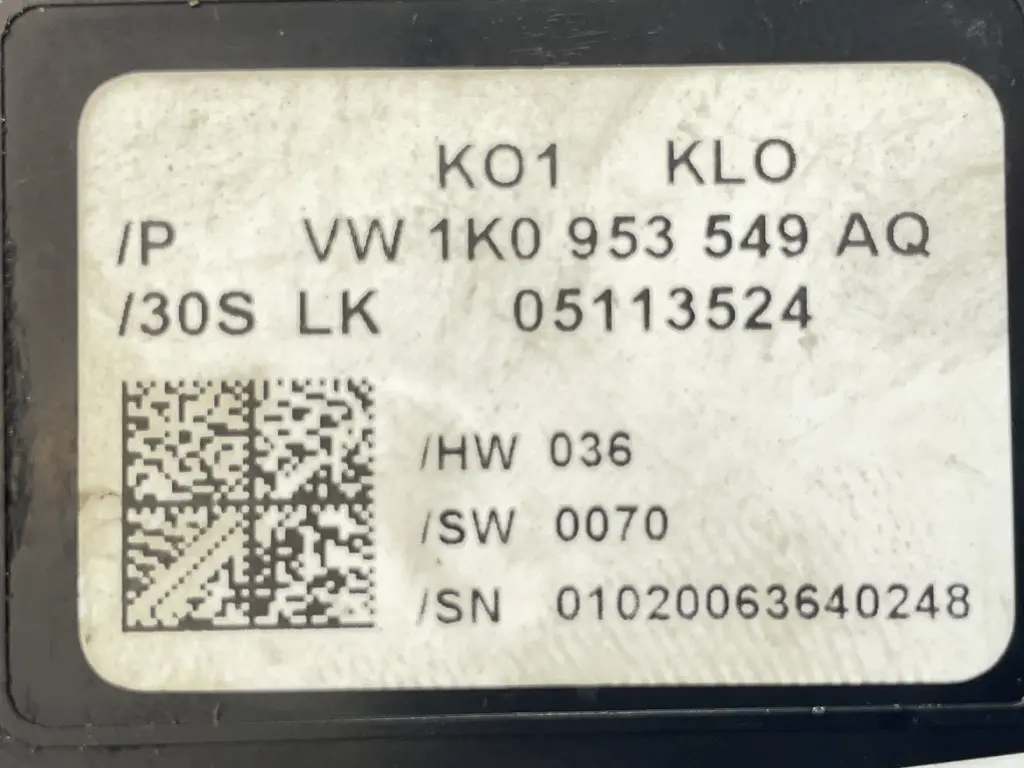 KO1 KLO
/P VW 1K0 953 549 AQ
/30S LK 05113524
/HW 036
/SW 0070
/SN 01020063640248